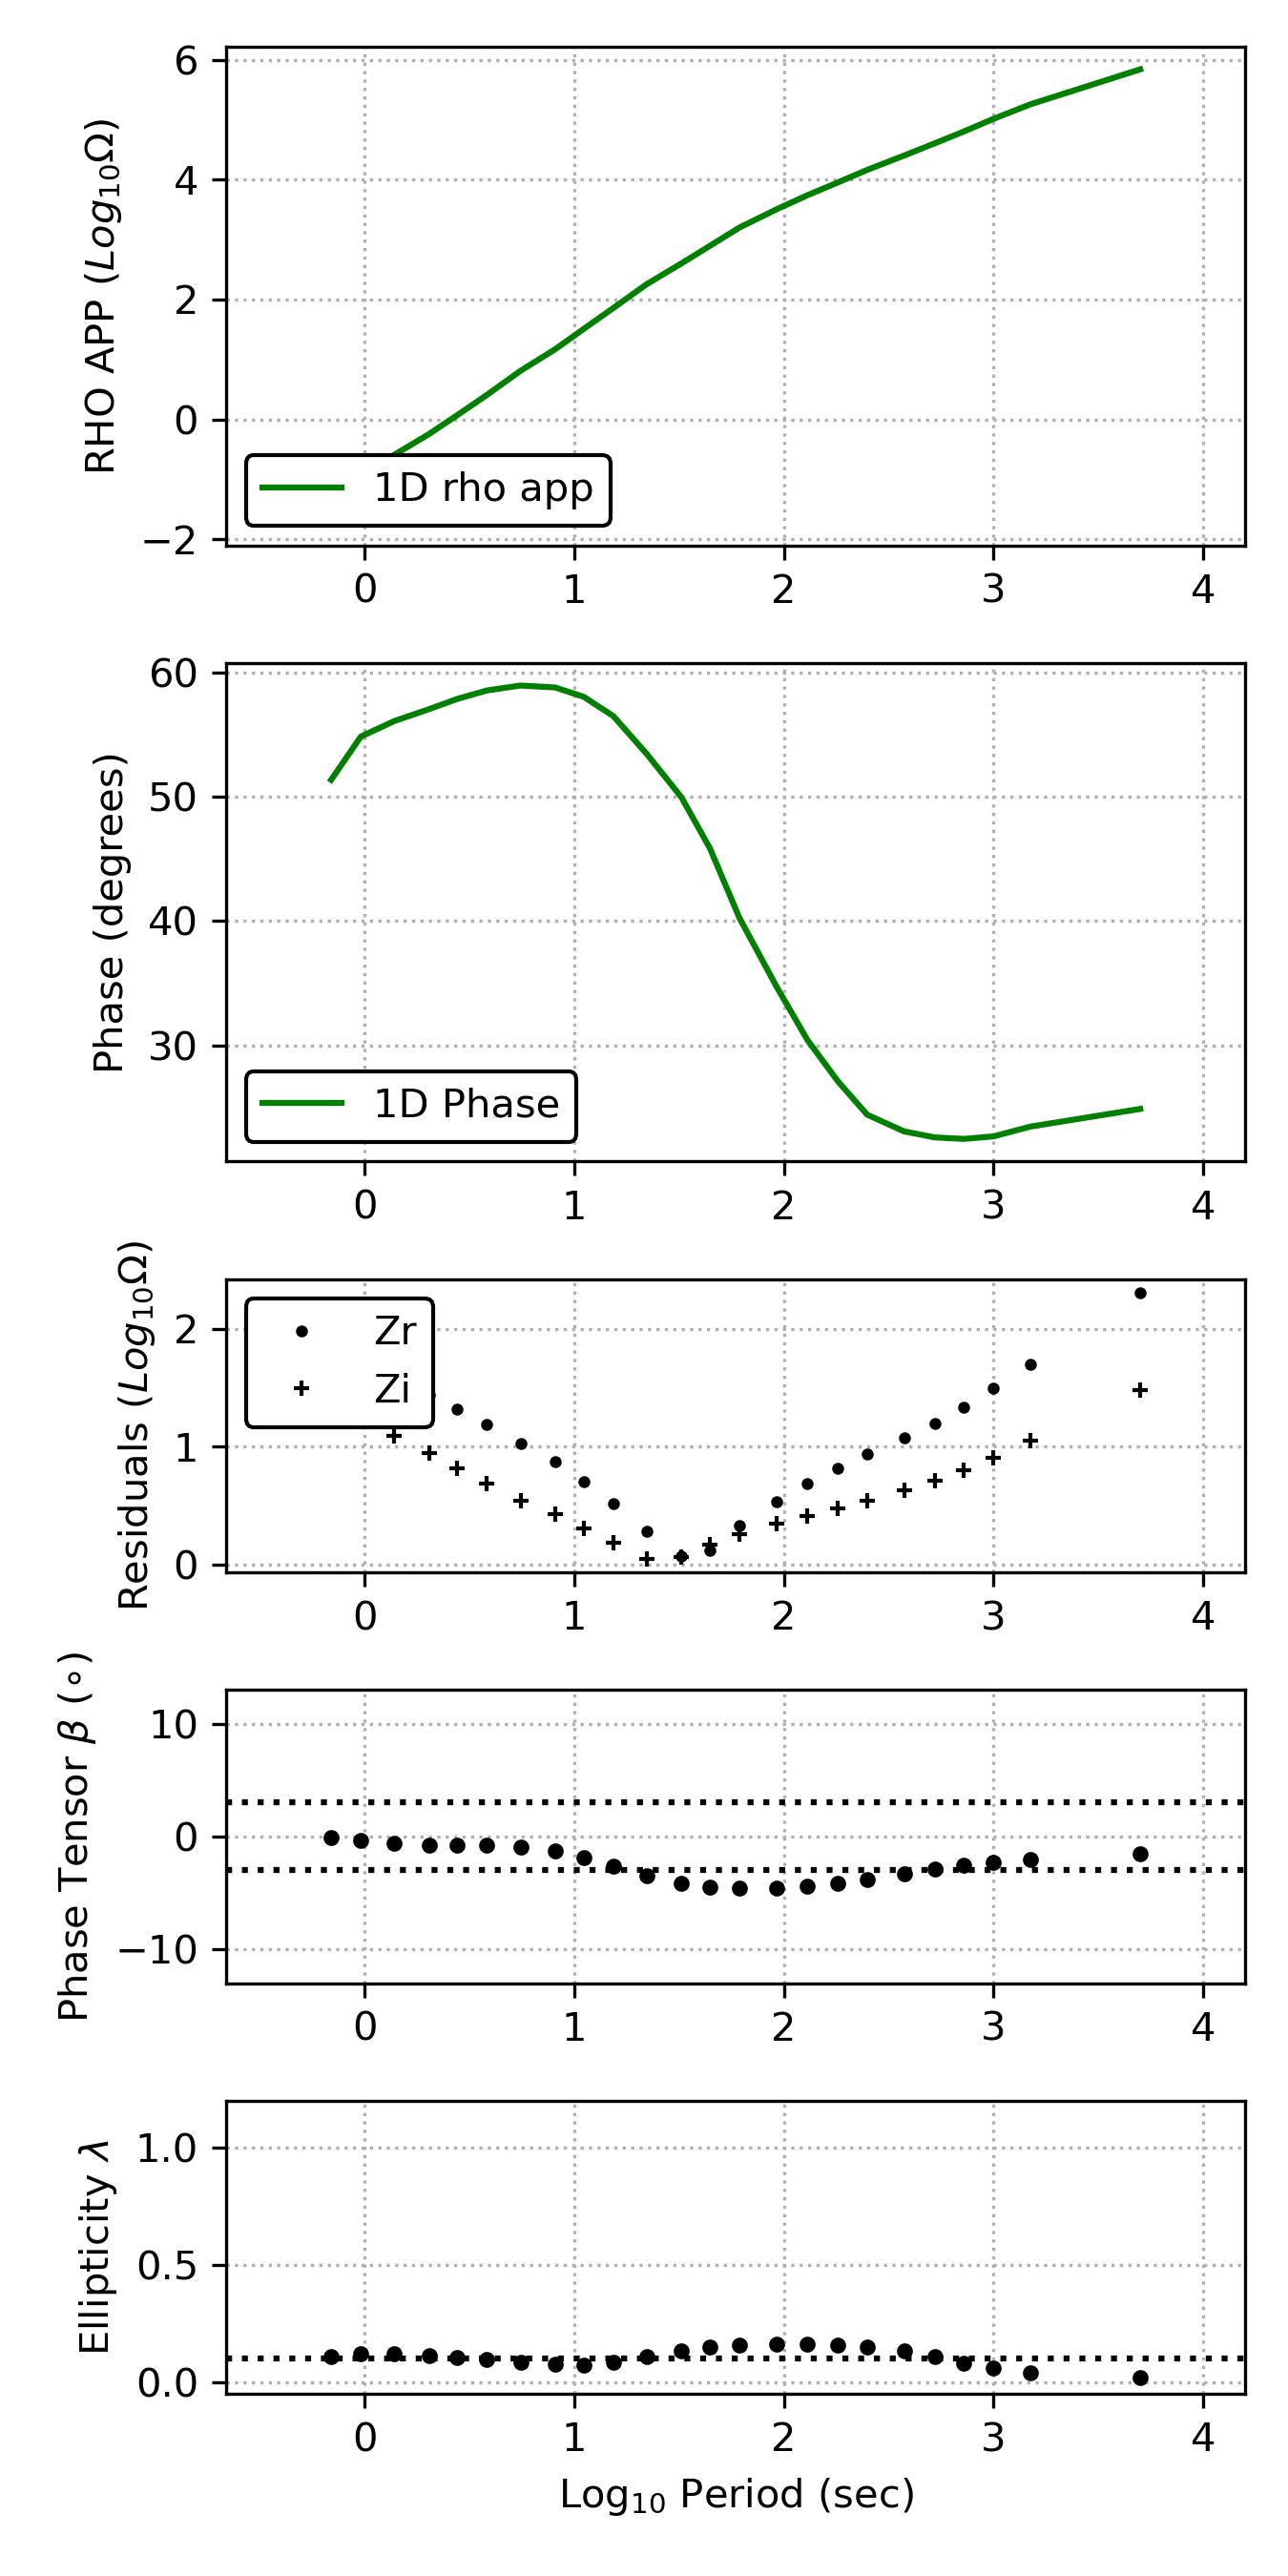 RHO APP (Log₁₀Ω)
6
4
2
0
−2
1D rho app
0 1 2 3 4
Phase (degrees)
60
50
40
30
1D Phase
0 1 2 3 4
Residuals (Log₁₀Ω)
2
1
0
Zr
Zi
0 1 2 3 4
Phase Tensor β (∘)
10
0
−10
0 1 2 3 4
Ellipticity λ
1.0
0.5
0.0
0 1 2 3 4
Log₁₀ Period (sec)